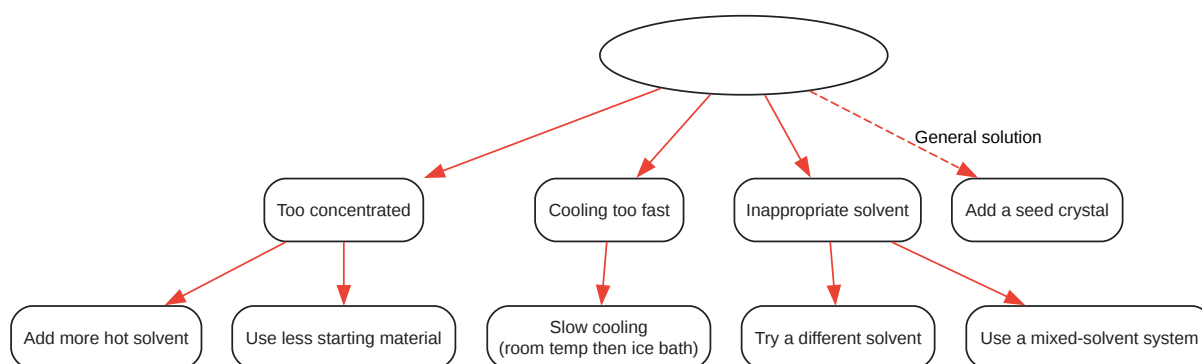 General solution
Too concentrated
Cooling too fast
Inappropriate solvent
Add a seed crystal
Add more hot solvent
Use less starting material
Slow cooling
(room temp then ice bath)
Try a different solvent
Use a mixed-solvent system